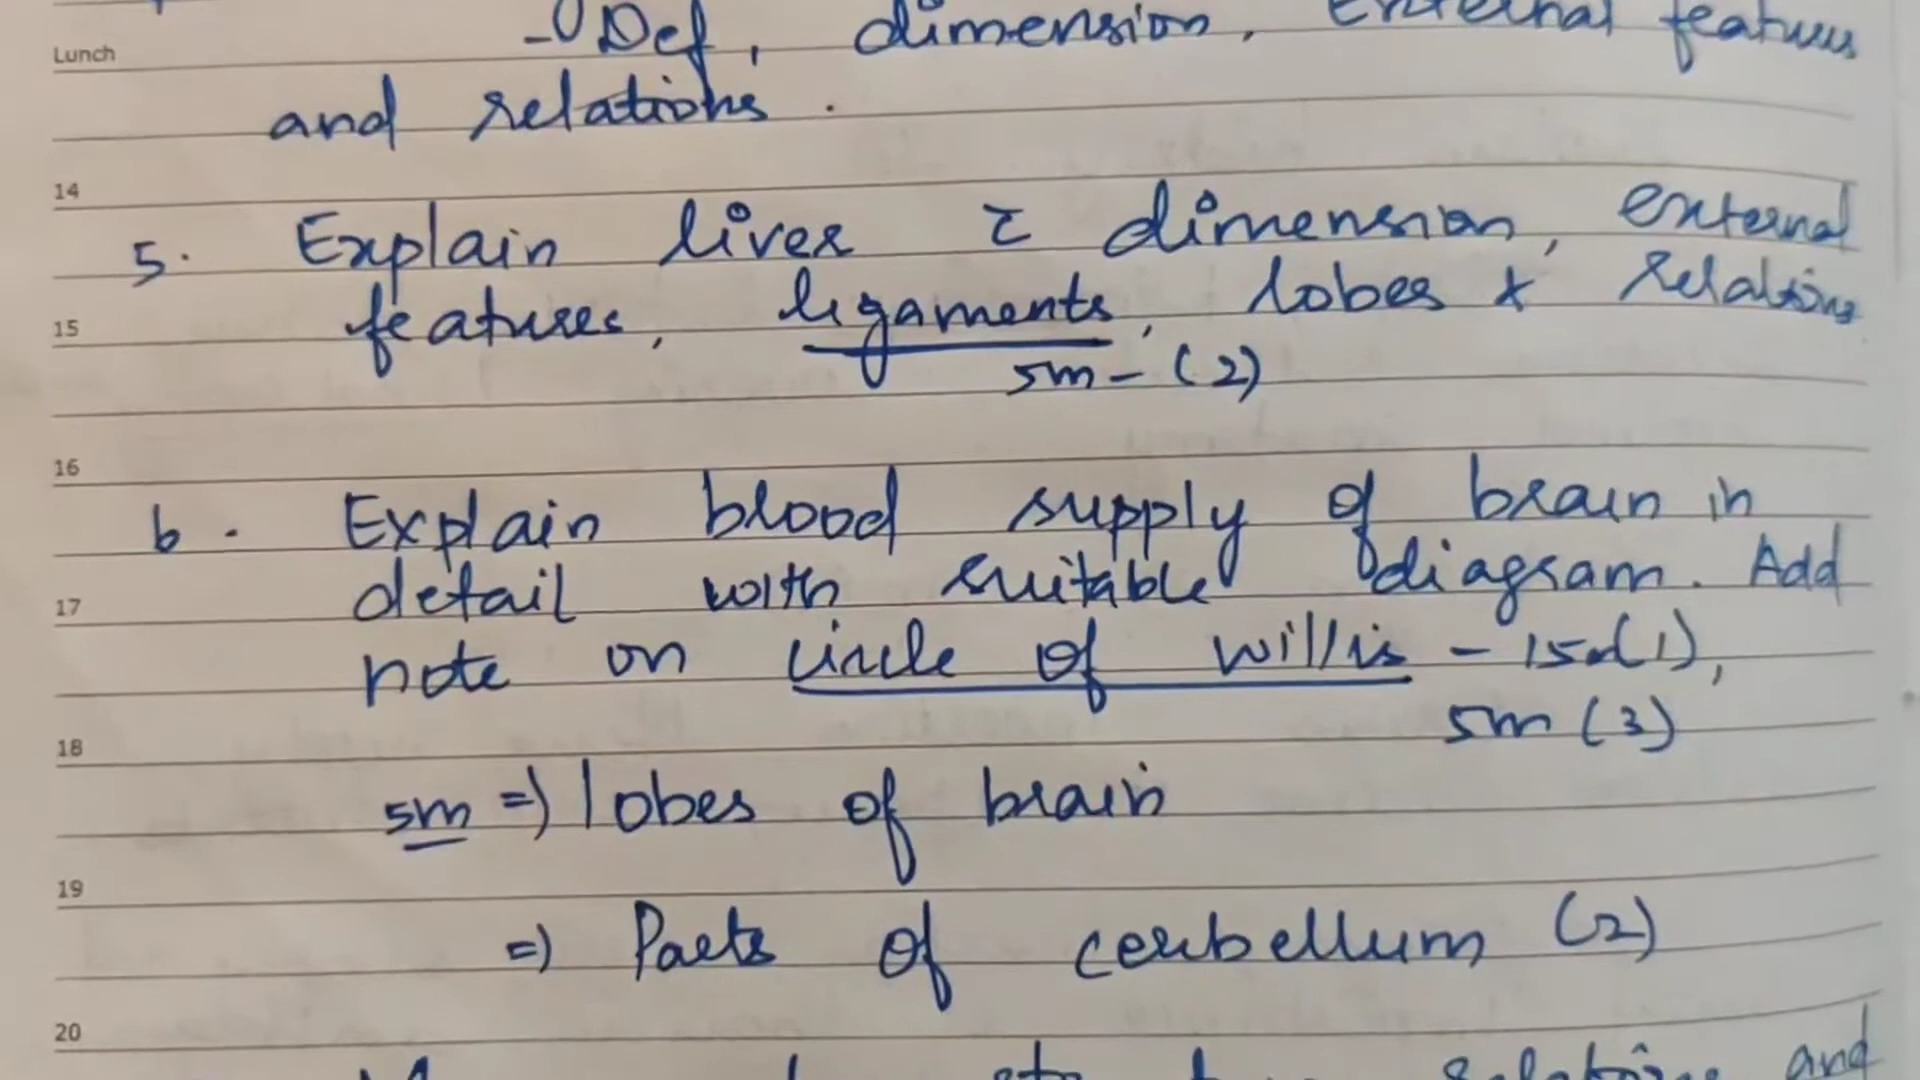 Lunch
- Def, dimension, External features
and relations.
14
5. Explain liver c̄ dimension, external
15
features, ligaments, lobes & relations
5m - (2)
16
6. Explain blood supply of brain in
17
detail with suitable diagram. Add
note on circle of willis - 15m(1),
5m (3)
18
5m => lobes of brain
19
=> Parts of cerebellum (2)
20
relations and